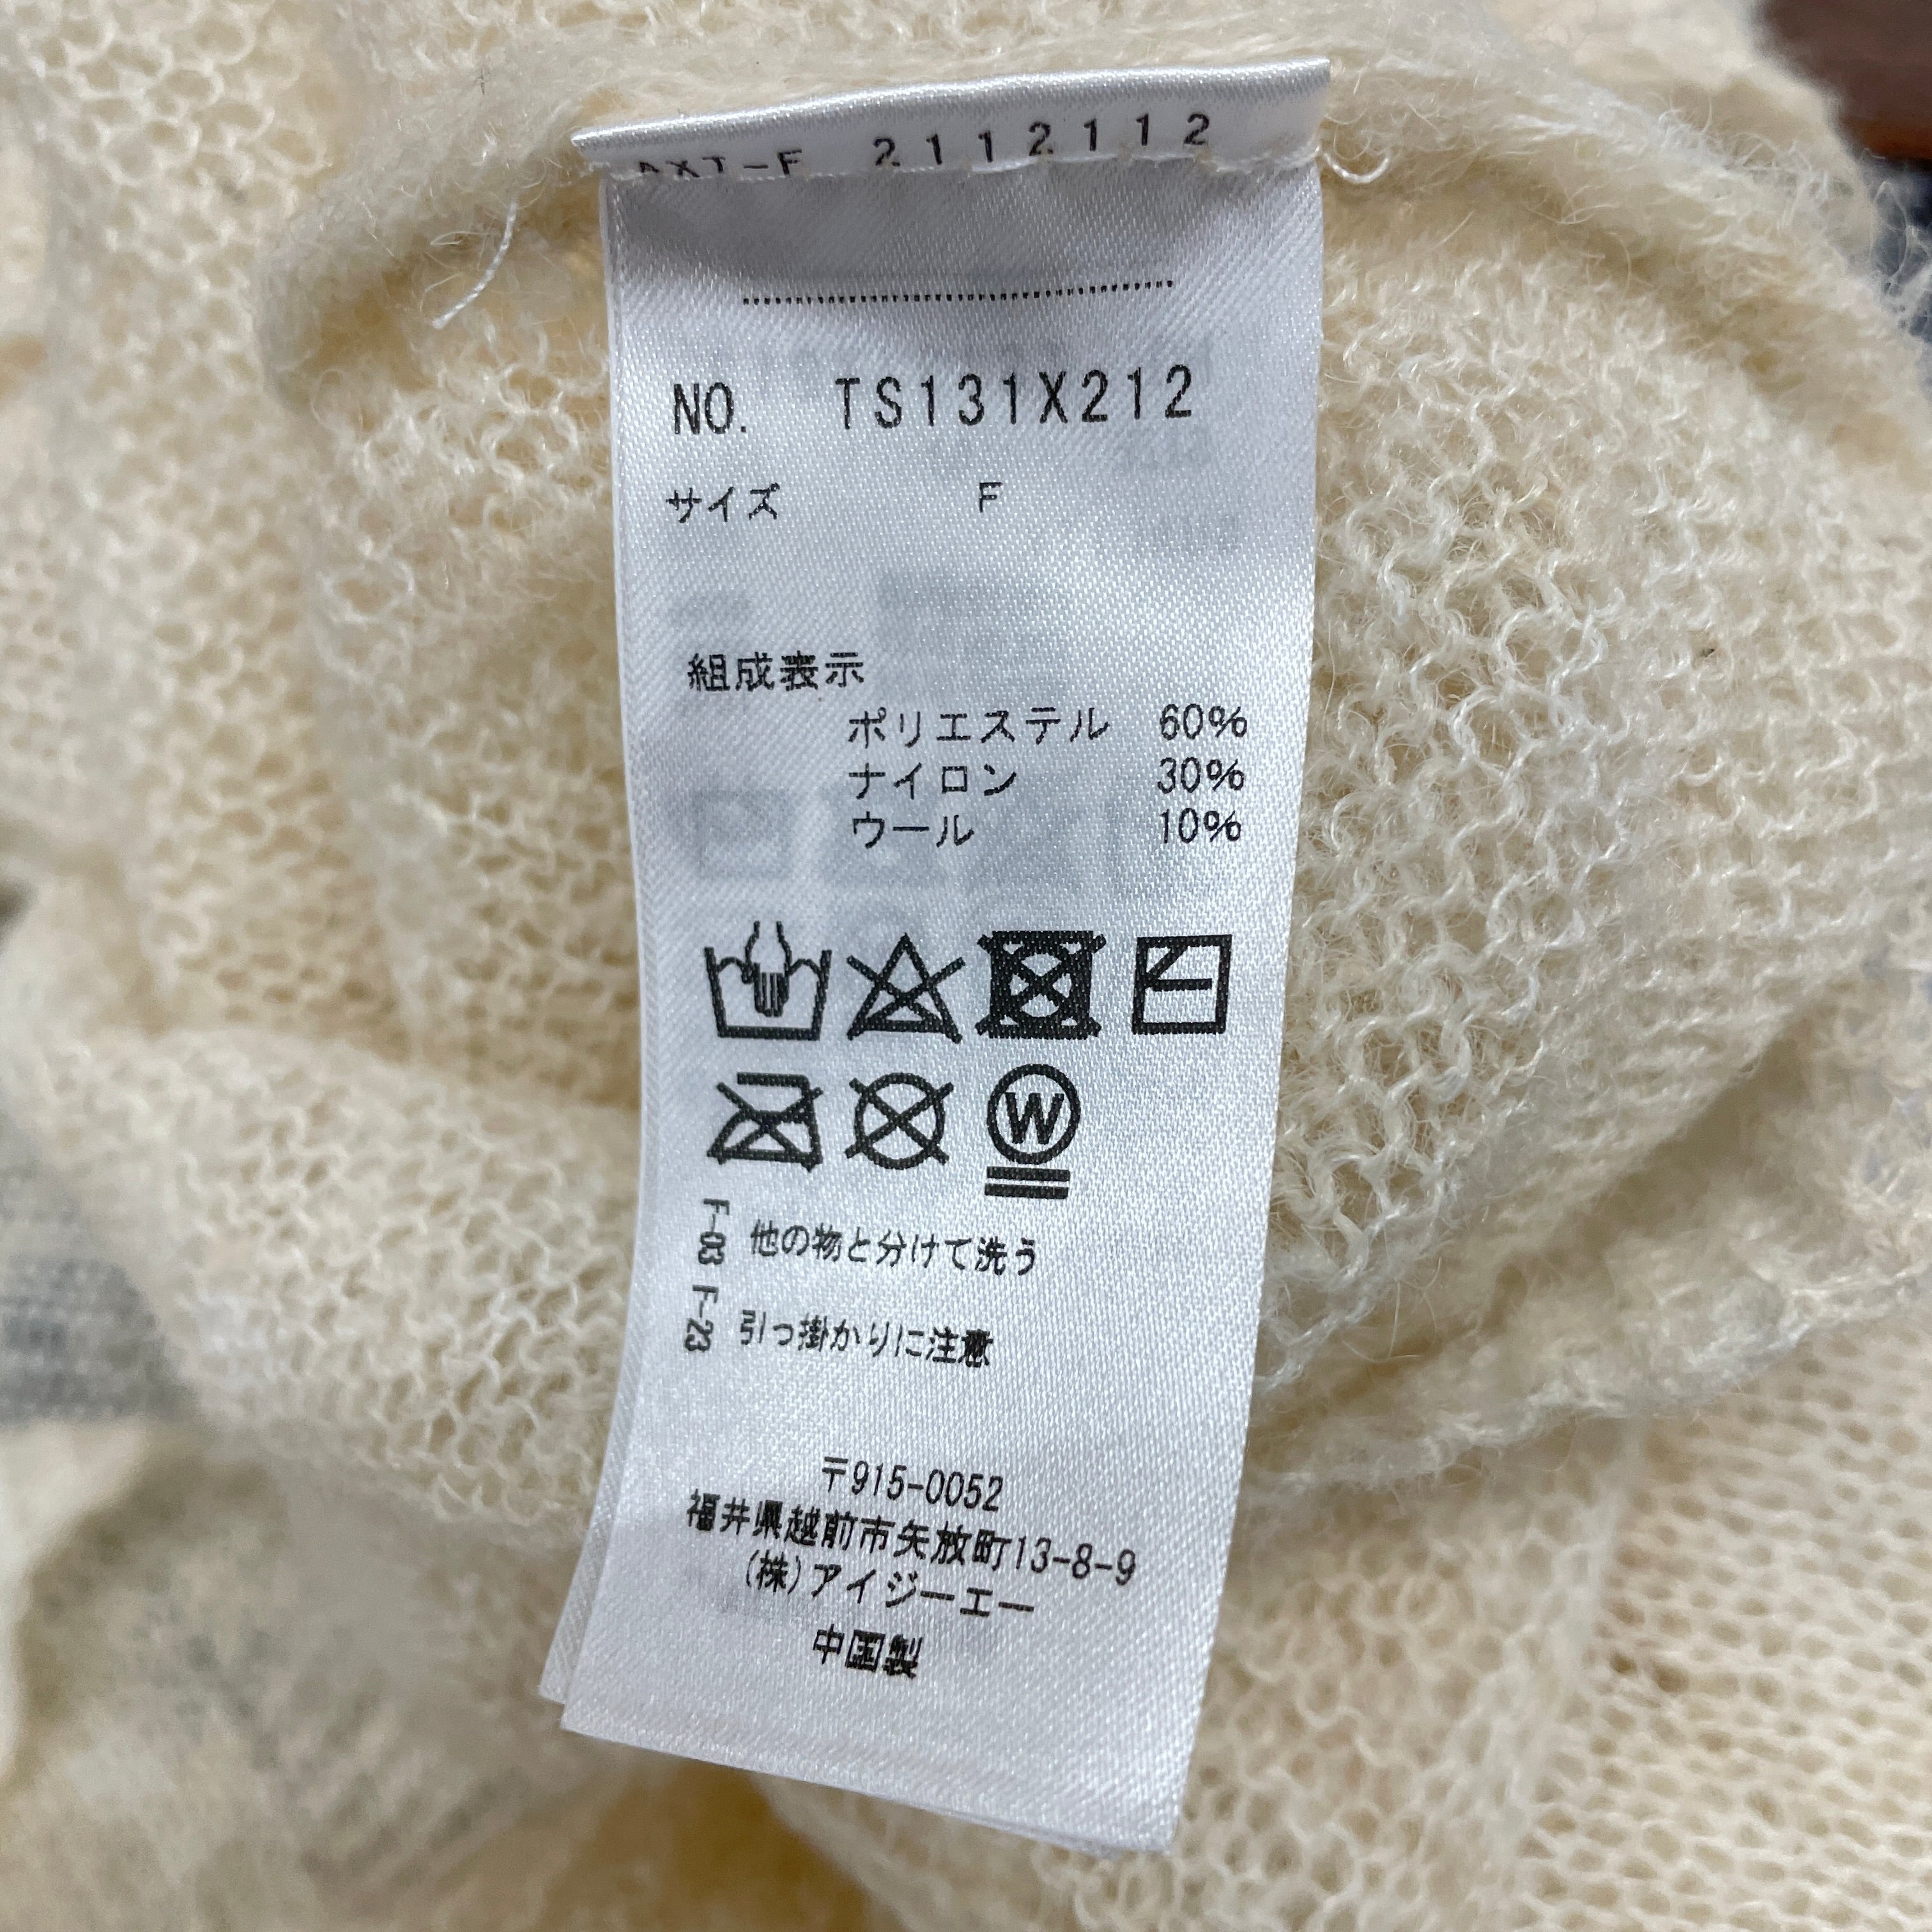 AXT-F 2112112
NO. TS131X212
サイズ F
組成表示
ポリエステル 60%
ナイロン 30%
ウール 10%
W
F-03 他の物と分けて洗う
F-23 引っ掛かりに注意
〒915-0052
福井県越前市矢放町13-8-9
(株)アイジーエー
中国製